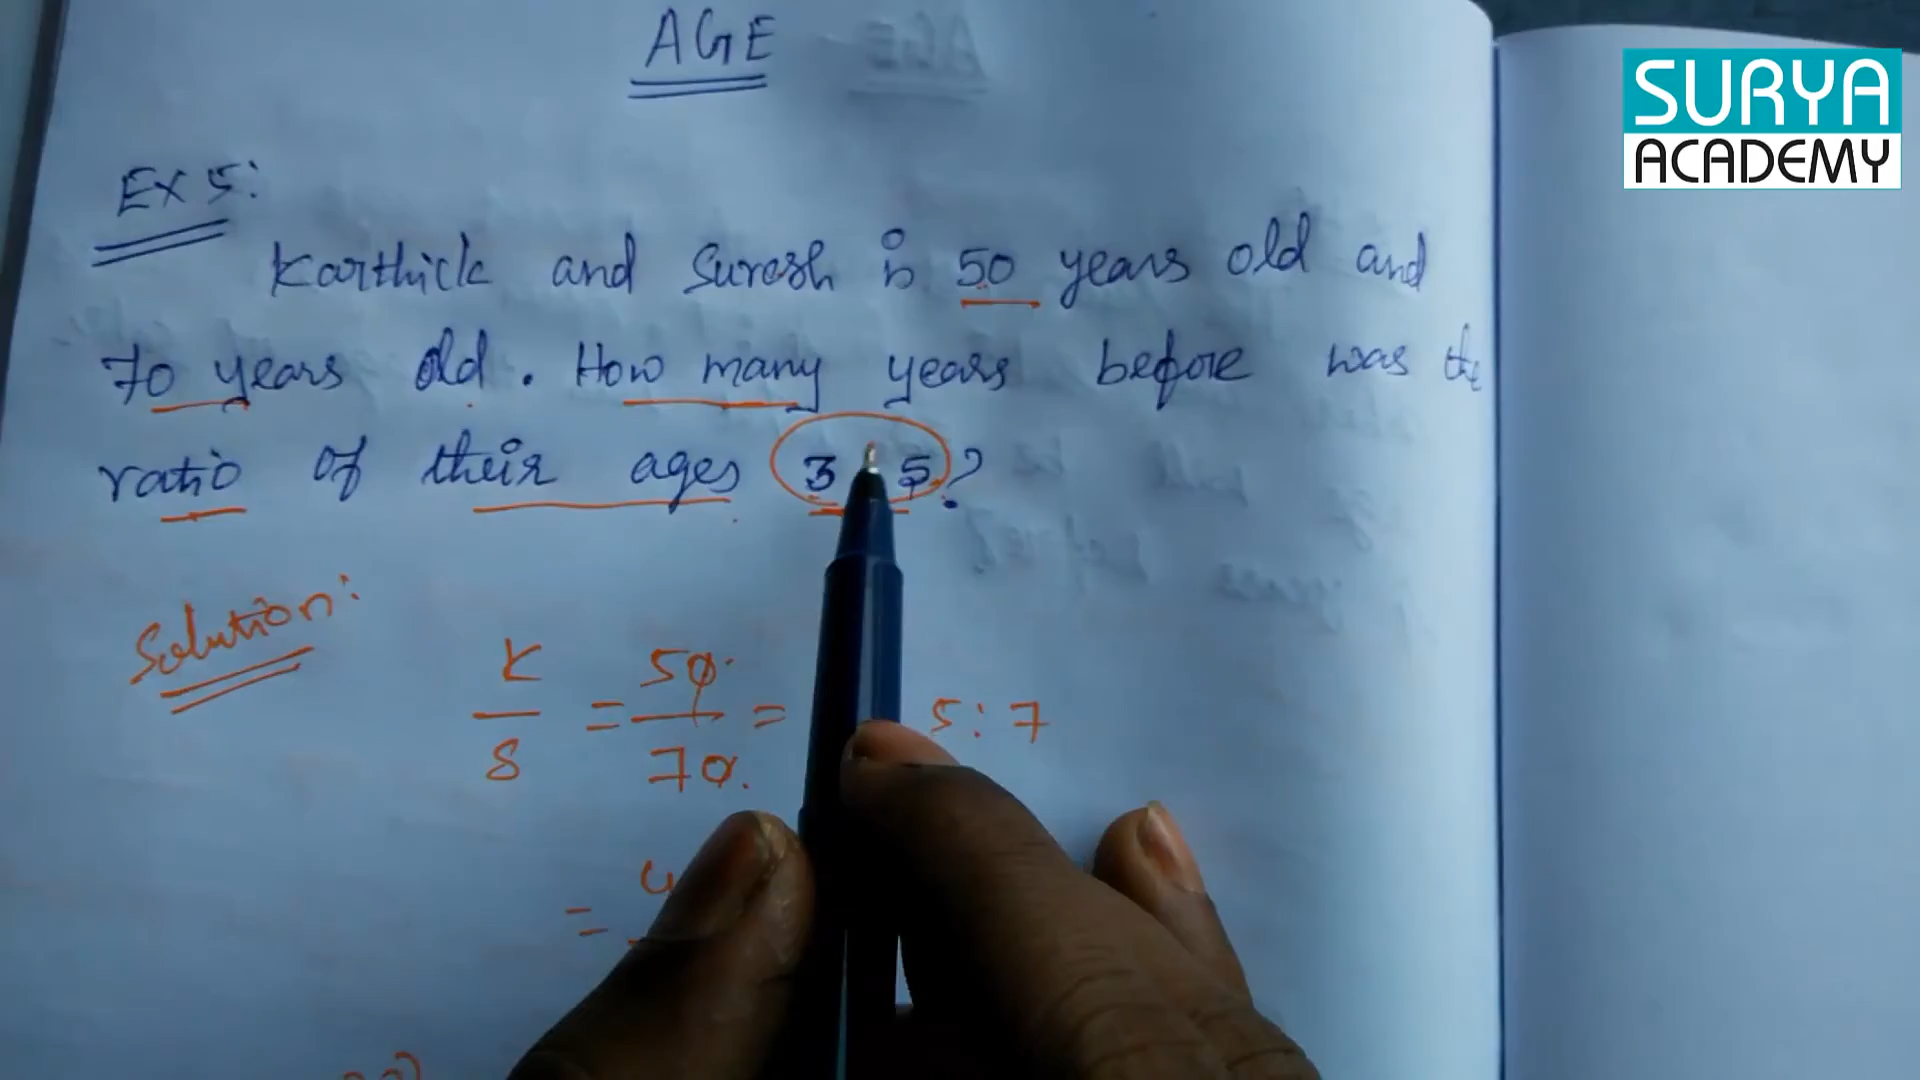 AGE
SURYA
ACADEMY
Ex 5:
Karthick and Suresh is 50 years old and
70 years old. How many years before was the
ratio of their ages 3 5?
Solution:
K
50
= =
5:7
S
70
4
=